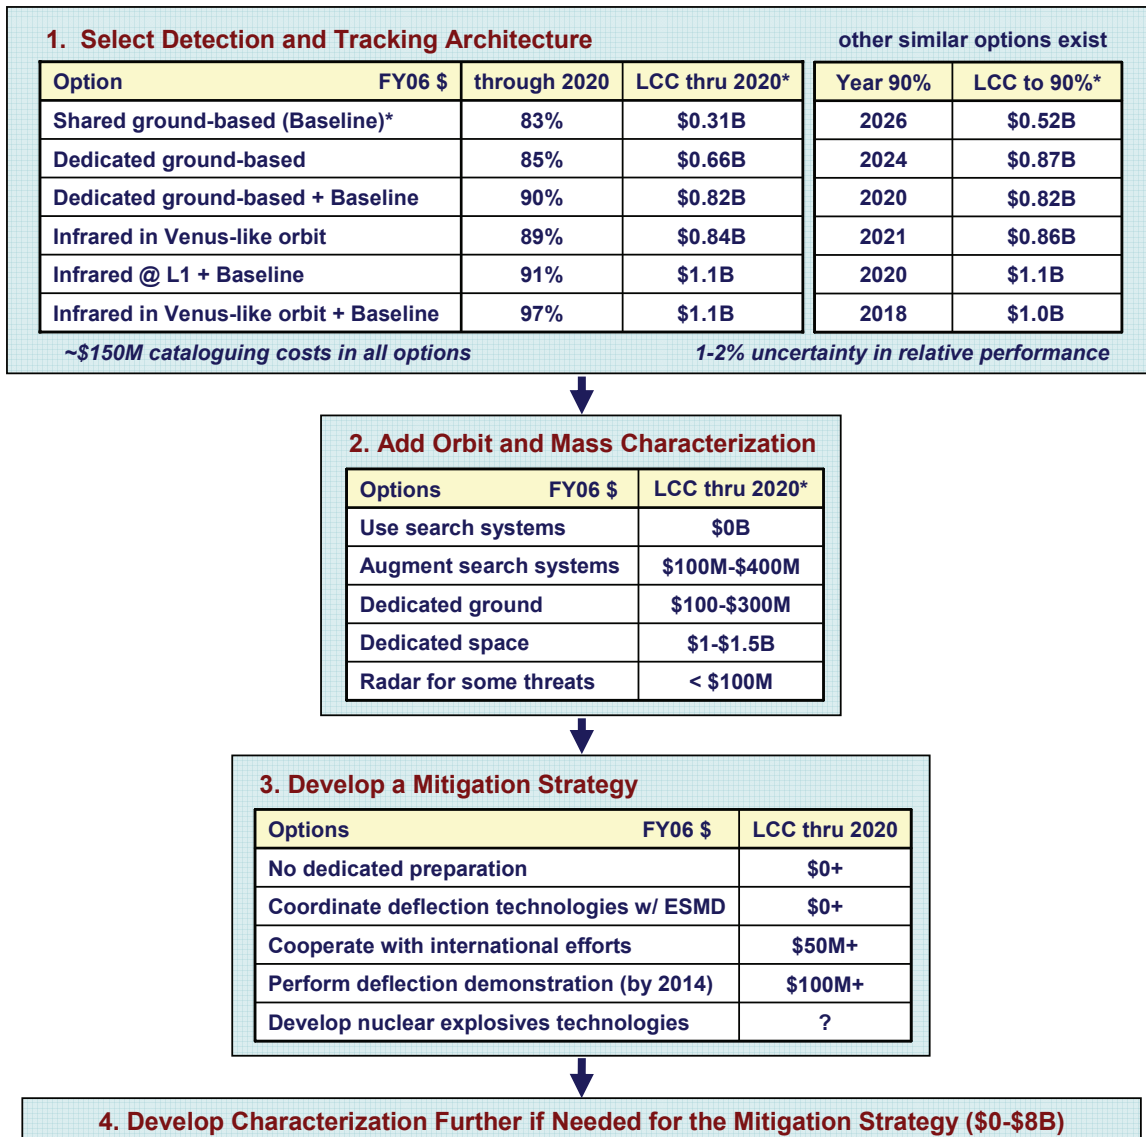 1. Select Detection and Tracking Architecture other similar options exist
Option FY06 $ through 2020 LCC thru 2020* Year 90% LCC to 90%*
Shared ground-based (Baseline)* 83% $0.31B 2026 $0.52B
Dedicated ground-based 85% $0.66B 2024 $0.87B
Dedicated ground-based + Baseline 90% $0.82B 2020 $0.82B
Infrared in Venus-like orbit 89% $0.84B 2021 $0.86B
Infrared @ L1 + Baseline 91% $1.1B 2020 $1.1B
Infrared in Venus-like orbit + Baseline 97% $1.1B 2018 $1.0B
~$150M cataloguing costs in all options 1-2% uncertainty in relative performance
2. Add Orbit and Mass Characterization
Options FY06 $ LCC thru 2020*
Use search systems $0B
Augment search systems $100M-$400M
Dedicated ground $100-$300M
Dedicated space $1-$1.5B
Radar for some threats < $100M
3. Develop a Mitigation Strategy
Options FY06 $ LCC thru 2020
No dedicated preparation $0+
Coordinate deflection technologies w/ ESMD $0+
Cooperate with international efforts $50M+
Perform deflection demonstration (by 2014) $100M+
Develop nuclear explosives technologies ?
4. Develop Characterization Further if Needed for the Mitigation Strategy ($0-$8B)